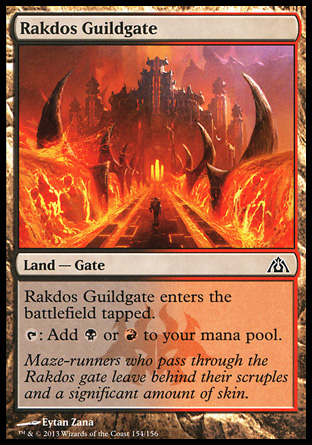 Rakdos Guildgate
Land — Gate
Rakdos Guildgate enters the
battlefield tapped.
: Add or to your mana pool.
Maze-runners who pass through the
Rakdos gate leave behind their scruples
and a significant amount of skin.
Eytan Zana
™ & © 2013 Wizards of the Coast 154/156